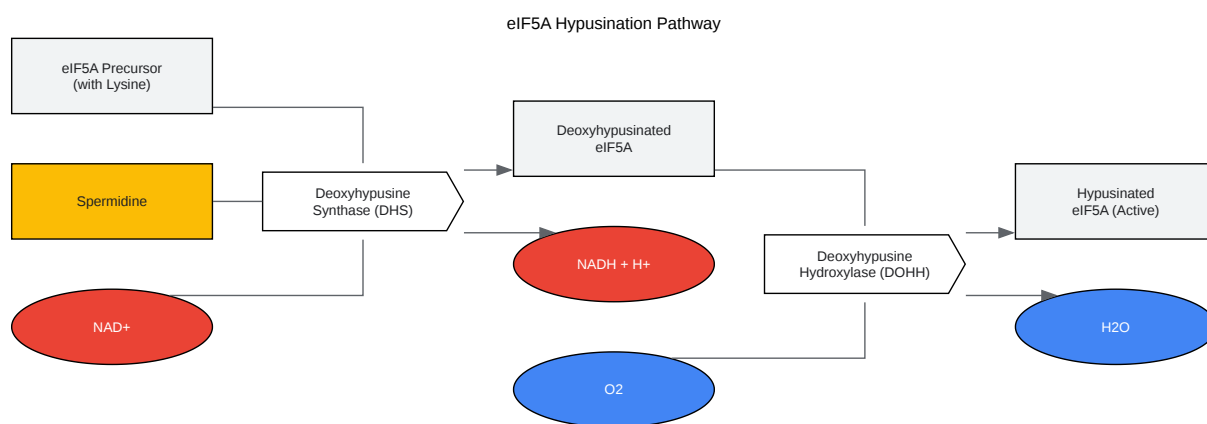 eIF5A Hypusination Pathway
eIF5A Precursor
(with Lysine)
Spermidine
NAD+
Deoxyhypusine
Synthase (DHS)
Deoxyhypusinated
eIF5A
NADH + H+
O2
Deoxyhypusine
Hydroxylase (DOHH)
Hypusinated
eIF5A (Active)
H2O